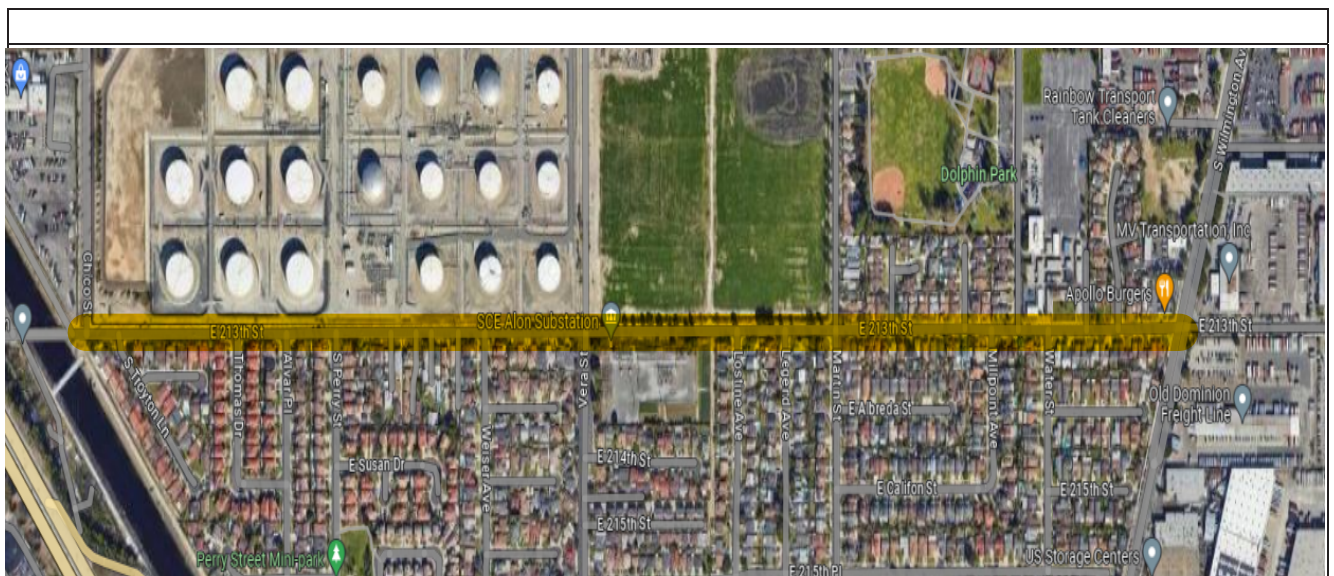 Rainbow Transport
Tank Cleaners
S Wilmington Av
Dolphin Park
MV Transportation, Inc
Chico St
Apollo Burgers
SCE Alon Substation
E 213th St
E 213th St
E 213th St
S Troyton Ln
Thomas Dr
Alvar Pl
S Perry St
Vera St
Lostine Ave
Legerd Ave
Martin St
Millpoint Ave
Water St
Old Dominion
Freight Line
E Albreda St
Weiser Ave
E 214th St
E Susan Dr
E Califon St
E 215th St
E 215th St
Perry Street Mini-park
US Storage Centers
E 215th Pl